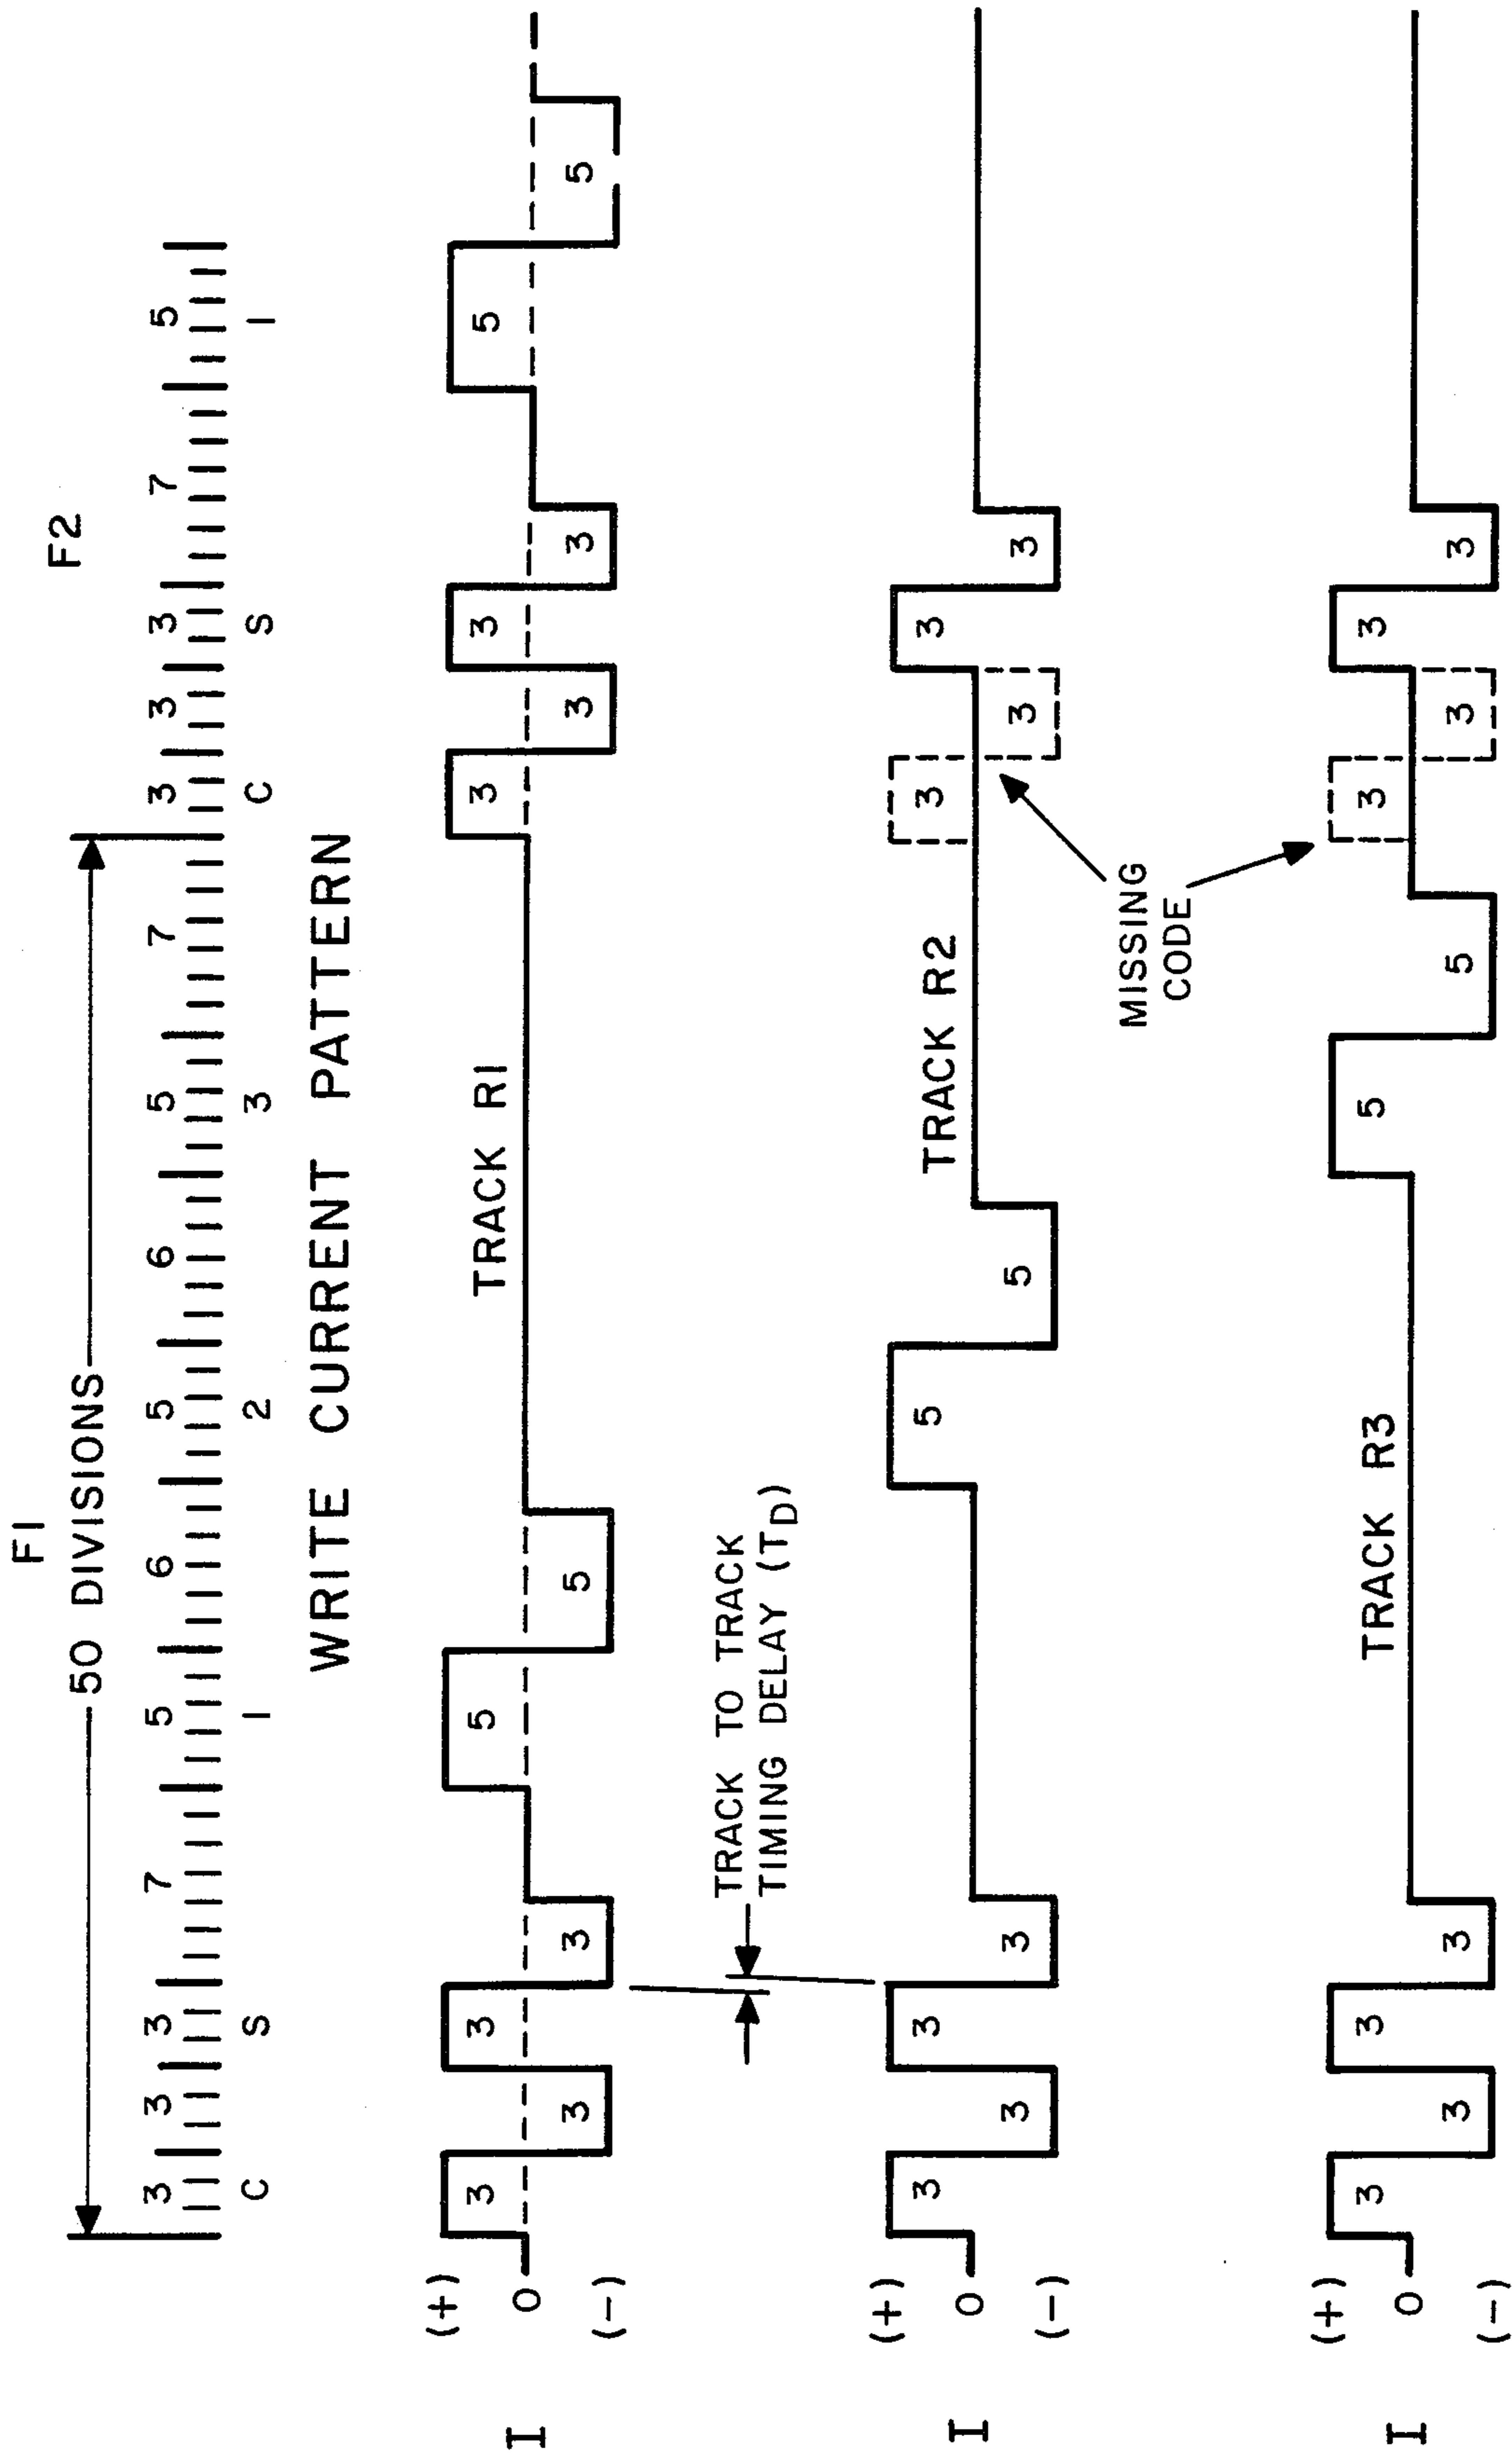 F1
F2
50 DIVISIONS
3 3 3 7 5 6 5 6 5 7 3 3 3 7 5
C S 1 2 3 C S 1
WRITE CURRENT PATTERN
TRACK R1
I
(+)
0
(-)
3 3 3 3 5 5 3 3 3 3 5 5
TRACK TO TRACK
TIMING DELAY (TD)
TRACK R2
I
(+)
0
(-)
3 3 3 3 5 5 3 3 3 3
MISSING
CODE
TRACK R3
I
(+)
0
(-)
3 3 3 3 5 5 3 3 3 3